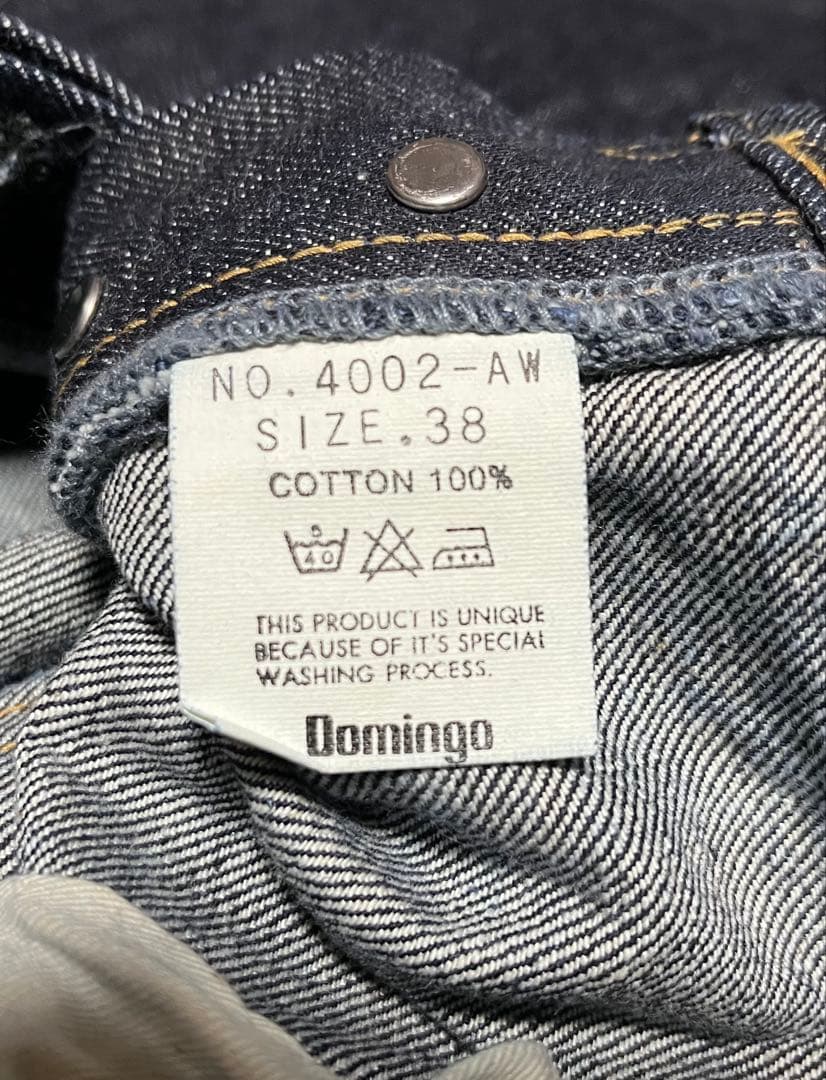 NO.4002-AW
SIZE.38
COTTON 100%
40
THIS PRODUCT IS UNIQUE
BECAUSE OF IT'S SPECIAL
WASHING PROCESS.
Domingo